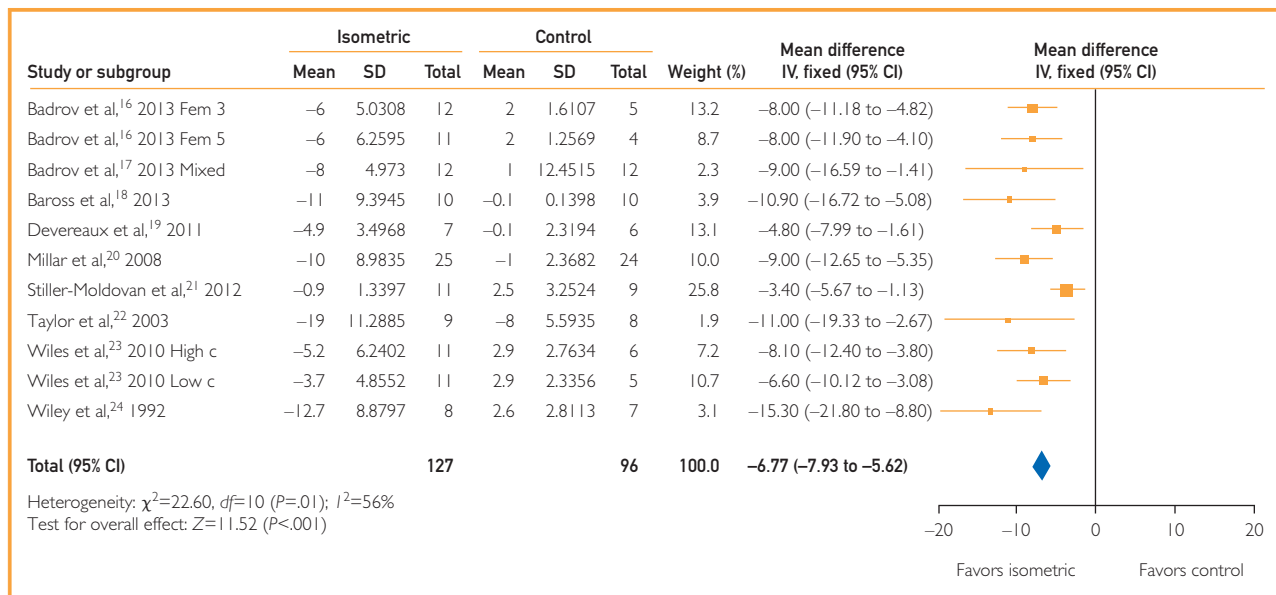 Isometric Control Mean difference Mean difference
Study or subgroup Mean SD Total Mean SD Total Weight (%) IV, fixed (95% CI) IV, fixed (95% CI)
Badrov et al,16 2013 Fem 3 –6 5.0308 12 2 1.6107 5 13.2 –8.00 (–11.18 to –4.82)
Badrov et al,16 2013 Fem 5 –6 6.2595 11 2 1.2569 4 8.7 –8.00 (–11.90 to –4.10)
Badrov et al,17 2013 Mixed –8 4.973 12 1 12.4515 12 2.3 –9.00 (–16.59 to –1.41)
Baross et al,18 2013 –11 9.3945 10 –0.1 0.1398 10 3.9 –10.90 (–16.72 to –5.08)
Devereaux et al,19 2011 –4.9 3.4968 7 –0.1 2.3194 6 13.1 –4.80 (–7.99 to –1.61)
Millar et al,20 2008 –10 8.9835 25 –1 2.3682 24 10.0 –9.00 (–12.65 to –5.35)
Stiller-Moldovan et al,21 2012 –0.9 1.3397 11 2.5 3.2524 9 25.8 –3.40 (–5.67 to –1.13)
Taylor et al,22 2003 –19 11.2885 9 –8 5.5935 8 1.9 –11.00 (–19.33 to –2.67)
Wiles et al,23 2010 High c –5.2 6.2402 11 2.9 2.7634 6 7.2 –8.10 (–12.40 to –3.80)
Wiles et al,23 2010 Low c –3.7 4.8552 11 2.9 2.3356 5 10.7 –6.60 (–10.12 to –3.08)
Wiley et al,24 1992 –12.7 8.8797 8 2.6 2.8113 7 3.1 –15.30 (–21.80 to –8.80)
Total (95% CI) 127 96 100.0 –6.77 (–7.93 to –5.62)
Heterogeneity: χ²=22.60, df=10 (P=.01); I²=56%
Test for overall effect: Z=11.52 (P<.001)
–20 –10 0 10 20
Favors isometric Favors control